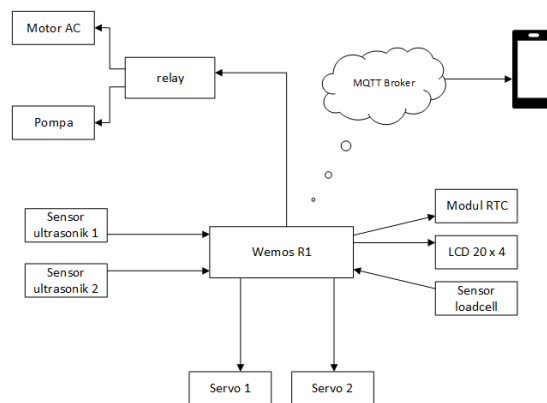 Motor AC
relay
MQTT Broker
Pompa
Modul RTC
Sensor
ultrasonik 1
Wemos R1
LCD 20 x 4
Sensor
ultrasonik 2
Sensor
loadcell
Servo 1
Servo 2